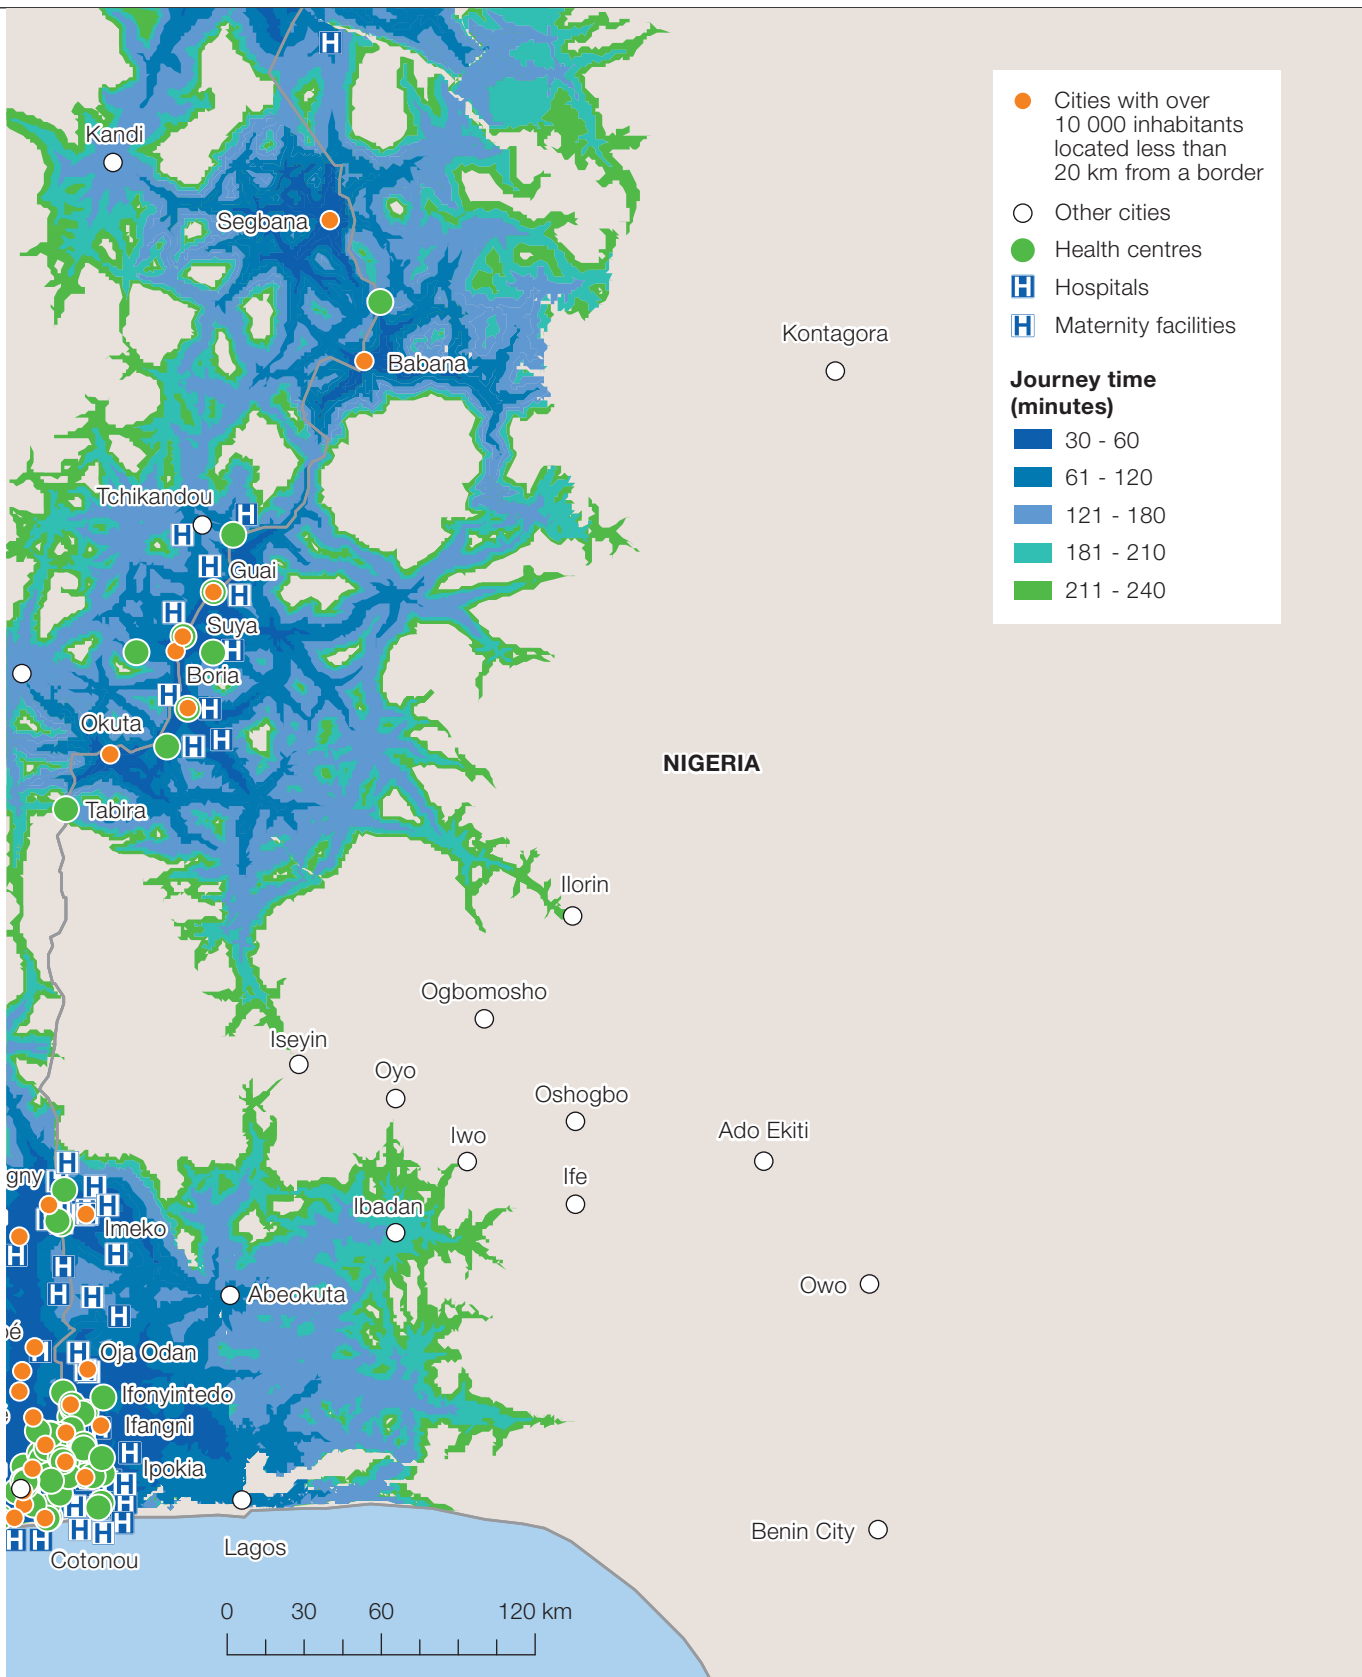 Kandi
Segbana
Babana
Kontagora
Cities with over
10 000 inhabitants
located less than
20 km from a border
Other cities
Health centres
H Hospitals
H Maternity facilities
Journey time
(minutes)
30 - 60
61 - 120
121 - 180
181 - 210
211 - 240
Tchikandou
Guai
Suya
Boria
Okuta
Tabira
NIGERIA
Ilorin
Ogbomosho
Iseyin
Oyo
Oshogbo
Iwo
Ado Ekiti
Ife
gny
Imeko
Ibadan
Abeokuta
Owo
bé
Oja Odan
Ifonyintedo
é
Ifangni
Ipokia
Benin City
Lagos
Cotonou
0 30 60 120 km